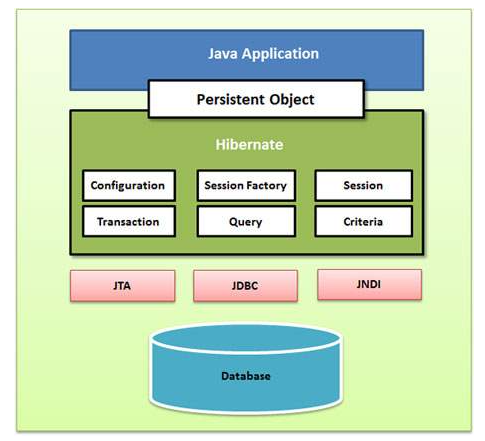 Java Application
Persistent Object
Hibernate
Configuration
Session Factory
Session
Transaction
Query
Criteria
JTA
JDBC
JNDI
Database